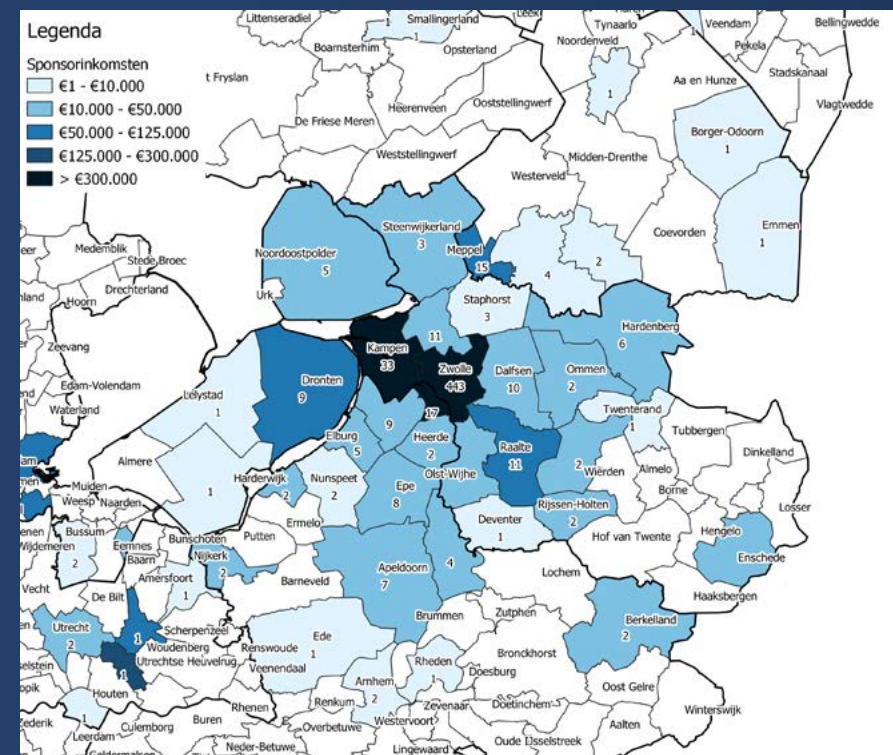 Legenda
Sponsorinkomsten
€1 - €10.000
€10.000 - €50.000
€50.000 - €125.000
€125.000 - €300.000
> €300.000
Littenseradiel
Smallingerland
1
1
Leek
Tynaarlo
Noordenveld
1
Veendam
Bellingwedde
Pekela
Boarnsterhim
Opsterland
t Fryslan
Aa en Hunze
Stadskanaal
Vlagtwedde
1
Heerenveen
Ooststellingwerf
De Friese Meren
Borger-Odoorn
1
Weststellingwerf
Midden-Drenthe
Westerveld
Steenwijkerland
3
Coevorden
Emmen
1
Medemblik
Stede Broec
Noordoostpolder
5
Meppel
15
4
2
Drechterland
Hoorn
Urk
Staphorst
3
Zeevang
11
Hardenberg
6
Kampen
33
Zwolle
443
Dalfsen
10
Ommen
2
Edam-Volendam
Waterland
Dronten
9
Lelystad
1
Twenterand
1
Tubbergen
17
9
Heerde
2
Elburg
5
Raalte
11
Dinkelland
Almere
1
Olst-Wijhe
2
Wierden
Almelo
Borne
Harderwijk
2
Nunspeet
2
Epe
8
Muiden
Weesp
Naarden
Losser
Rijssen-Holten
2
Deventer
1
Ermelo
Putten
Hof van Twente
Hengelo
Enschede
Bussum
2
Wijdemeren
Eemnes
Baarn
Bunschoten
Nijkerk
2
Amersfoort
1
Apeldoorn
7
4
Lochem
Barneveld
Haaksbergen
Vecht
De Bilt
Brummen
Zutphen
Berkelland
2
Utrecht
2
1
Scherpenzeel
Woudenberg
Utrechtse Heuvelrug
1
Renswoude
Veenendaal
Ede
1
Rheden
1
Bronckhorst
Doesburg
Arnhem
2
Oost Gelre
Houten
1
Rhenen
Renkum
Zevenaar
Doetinchem
Winterswijk
Westervoort
Overbetuwe
Aalten
Zederik
Leerdam
Culemborg
Buren
Neder-Betuwe
Lingewaard
Oude IJsselstreek